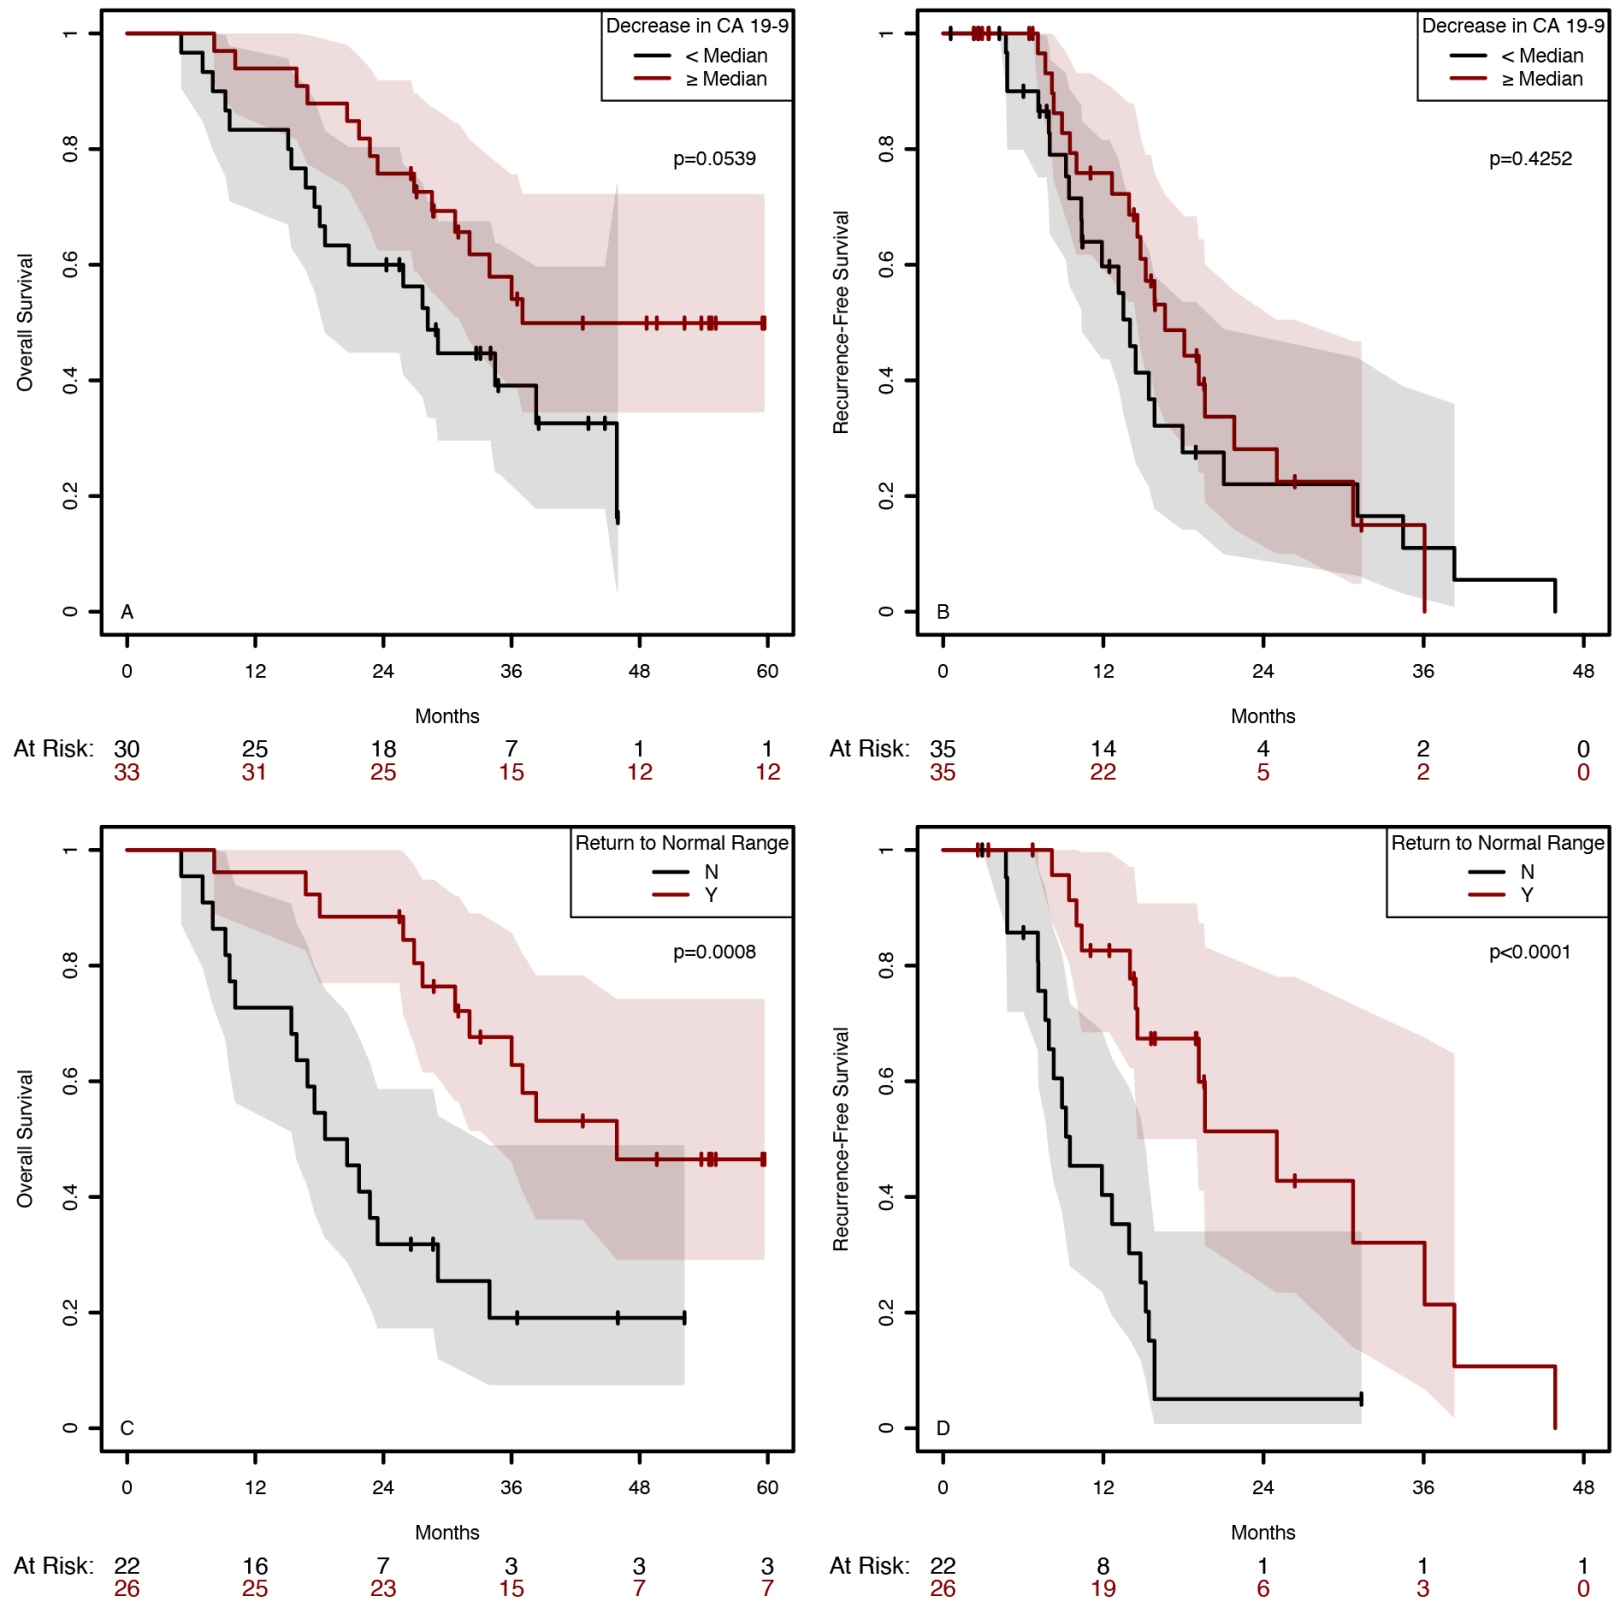 Decrease in CA 19-9
< Median
≥ Median
p=0.0539
Overall Survival
1
0.8
0.6
0.4
0.2
0
A
0 12 24 36 48 60
Months
At Risk: 30 25 18 7 1 1
33 31 25 15 12 12
Decrease in CA 19-9
< Median
≥ Median
p=0.4252
Recurrence-Free Survival
1
0.8
0.6
0.4
0.2
0
B
0 12 24 36 48
Months
At Risk: 35 14 4 2 0
35 22 5 2 0
Return to Normal Range
N
Y
p=0.0008
Overall Survival
1
0.8
0.6
0.4
0.2
0
C
0 12 24 36 48 60
Months
At Risk: 22 16 7 3 3 3
26 25 23 15 7 7
Return to Normal Range
N
Y
p<0.0001
Recurrence-Free Survival
1
0.8
0.6
0.4
0.2
0
D
0 12 24 36 48
Months
At Risk: 22 8 1 1 1
26 19 6 3 0